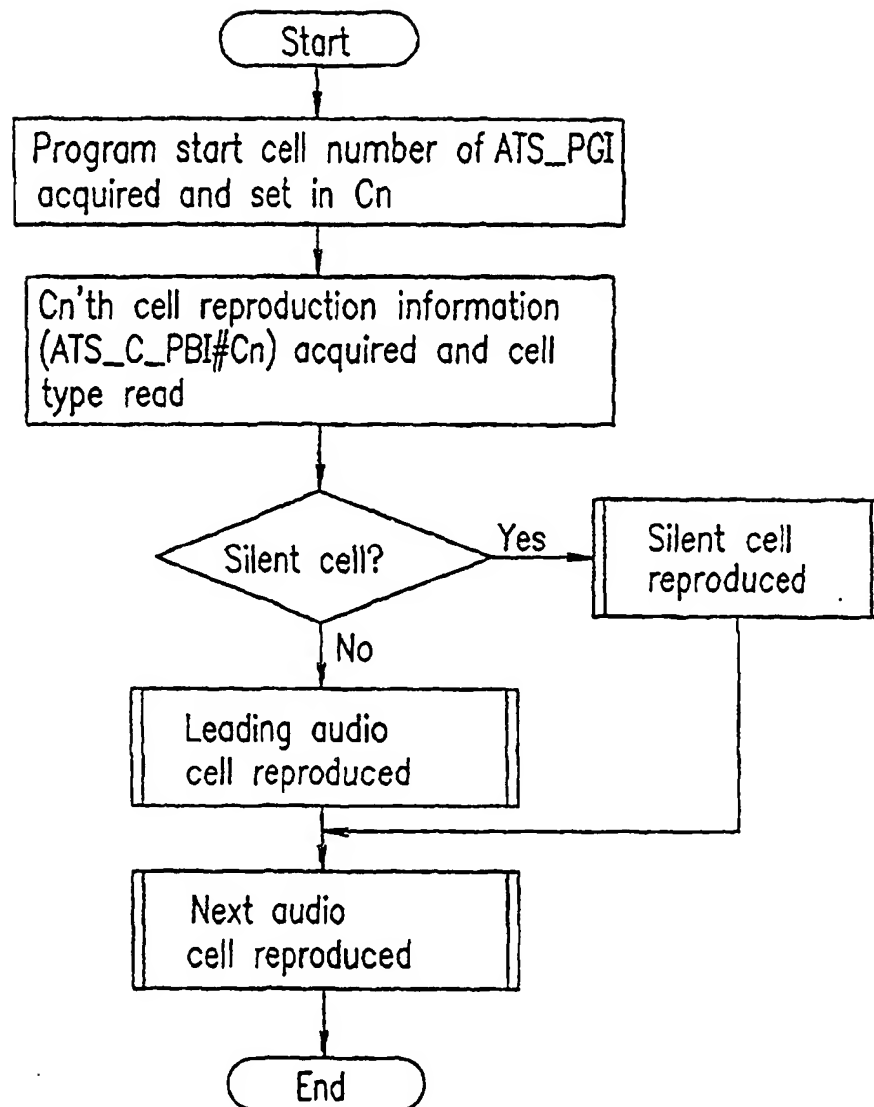 Start
Program start cell number of ATS_PGI
acquired and set in Cn
Cn'th cell reproduction information
(ATS_C_PBI#Cn) acquired and cell
type read
Silent cell?
Yes
Silent cell
reproduced
No
Leading audio
cell reproduced
Next audio
cell reproduced
End